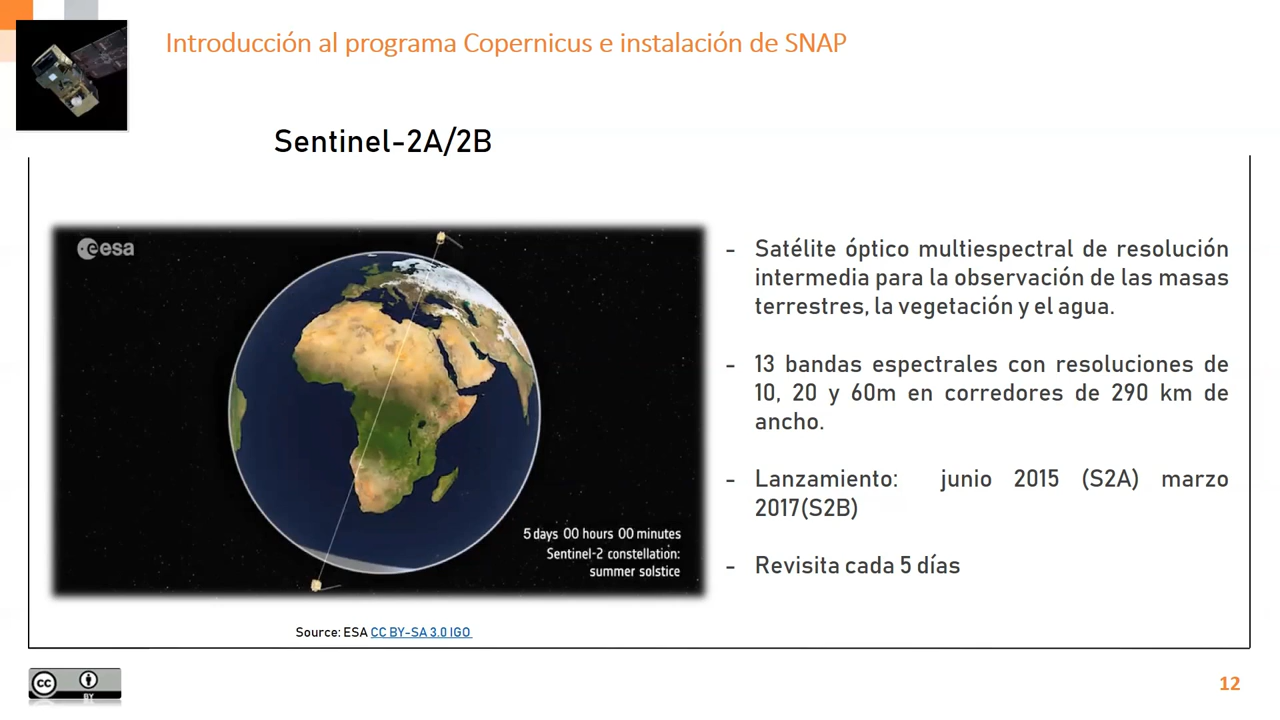 Introducción al programa Copernicus e instalación de SNAP
Sentinel-2A/2B
esa
5 days 00 hours 00 minutes
Sentinel-2 constellation:
summer solstice
Source: ESA CC BY-SA 3.0 IGO
- Satélite óptico multiespectral de resolución
intermedia para la observación de las masas
terrestres, la vegetación y el agua.
- 13 bandas espectrales con resoluciones de
10, 20 y 60m en corredores de 290 km de
ancho.
- Lanzamiento: junio 2015 (S2A) marzo
2017(S2B)
- Revisita cada 5 días
cc
BY
12